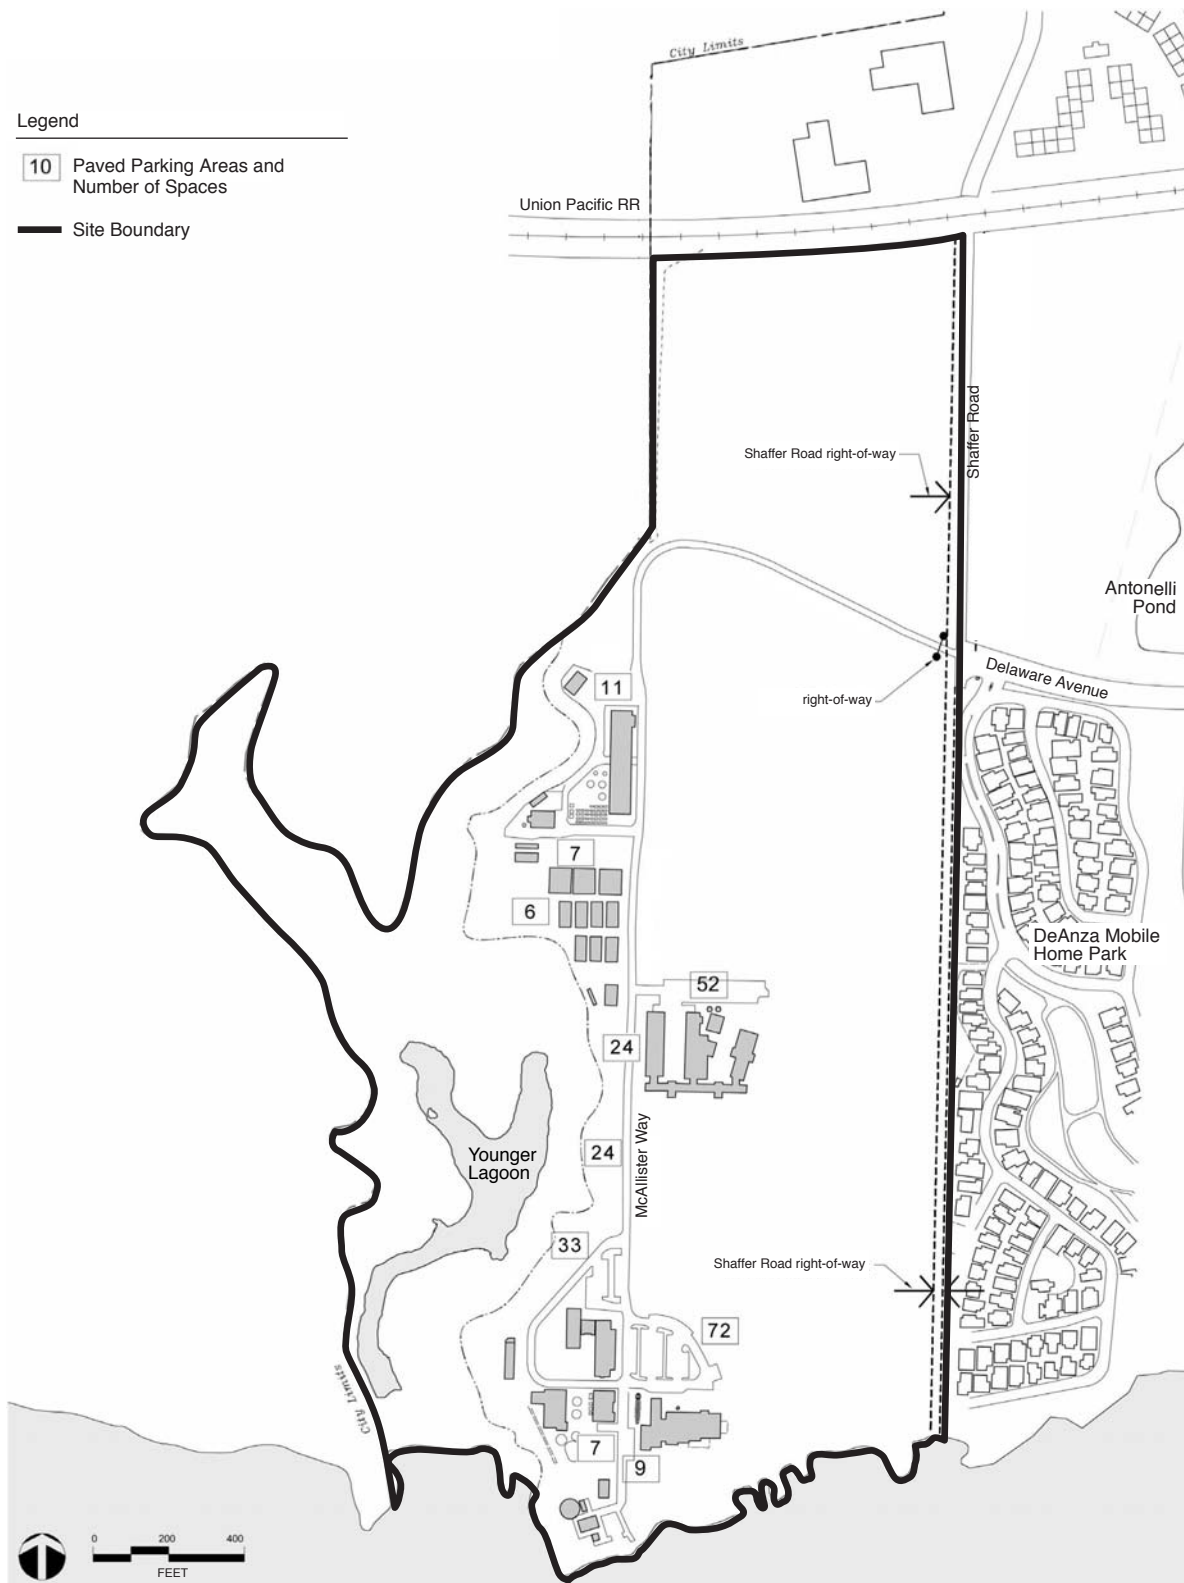 City Limits
Legend
10 Paved Parking Areas and
Number of Spaces
Site Boundary
Union Pacific RR
Shaffer Road right-of-way
Shaffer Road
Antonelli
Pond
Delaware Avenue
right-of-way
11
7
6
DeAnza Mobile
Home Park
52
24
McAllister Way
24
Younger
Lagoon
33
Shaffer Road right-of-way
72
City Limits
7
9
0 200 400
FEET